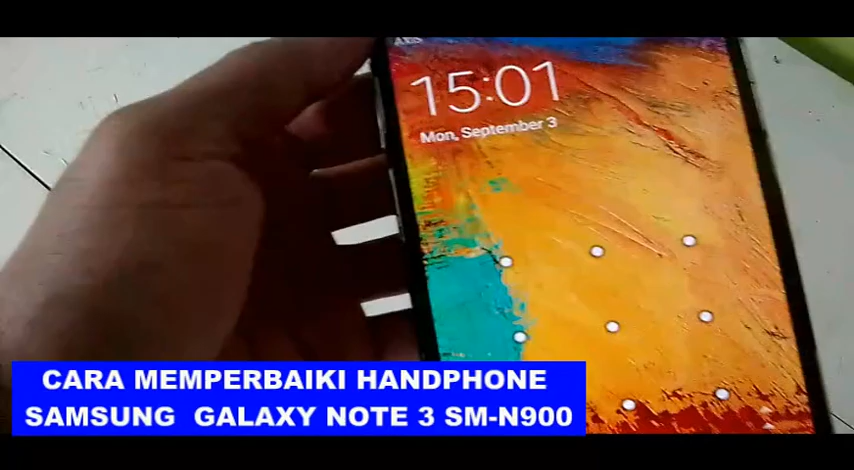 15:01
Mon, September 3
CARA MEMPERBAIKI HANDPHONE
SAMSUNG GALAXY NOTE 3 SM-N900